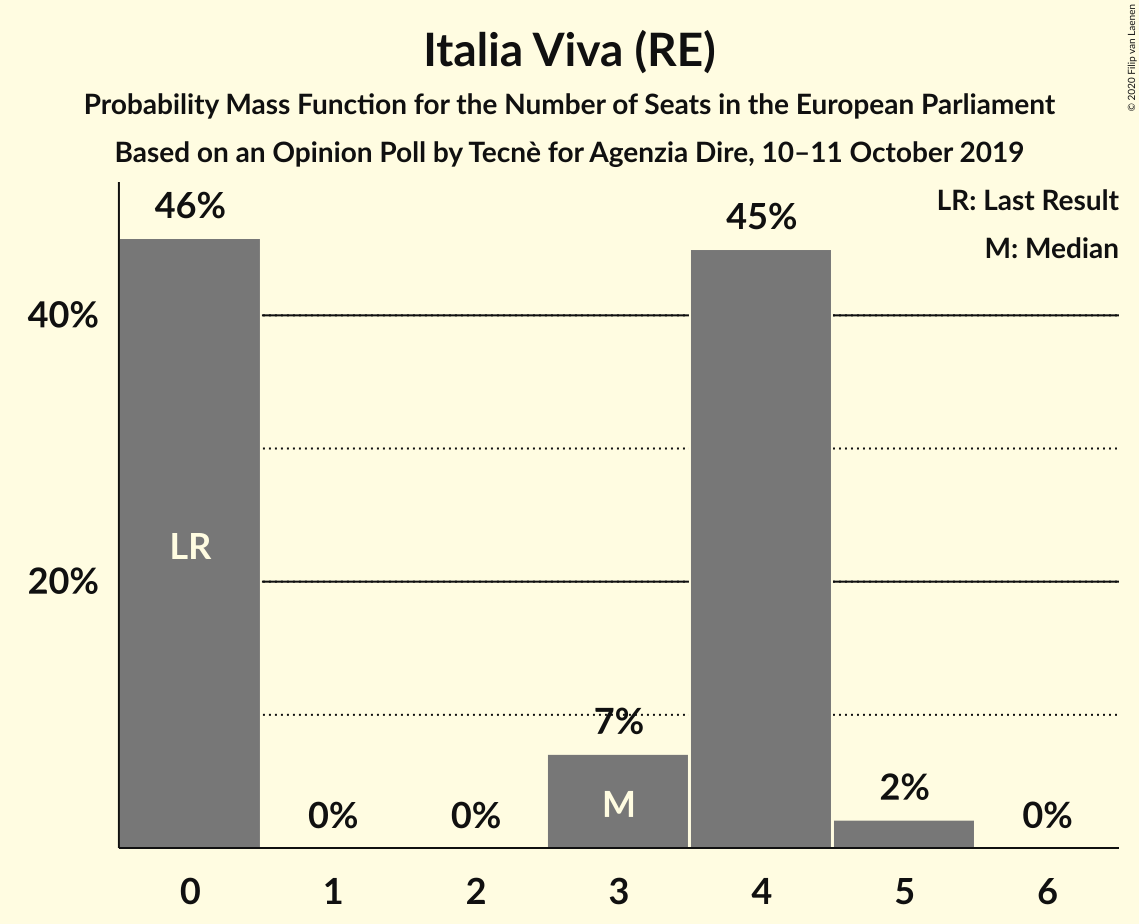 Italia Viva (RE)
Probability Mass Function for the Number of Seats in the European Parliament
Based on an Opinion Poll by Tecnè for Agenzia Dire, 10–11 October 2019
© 2020 Filip van Laenen
LR: Last Result
M: Median
46%
45%
40%
LR
20%
7%
M
2%
0%
0%
0%
0
1
2
3
4
5
6